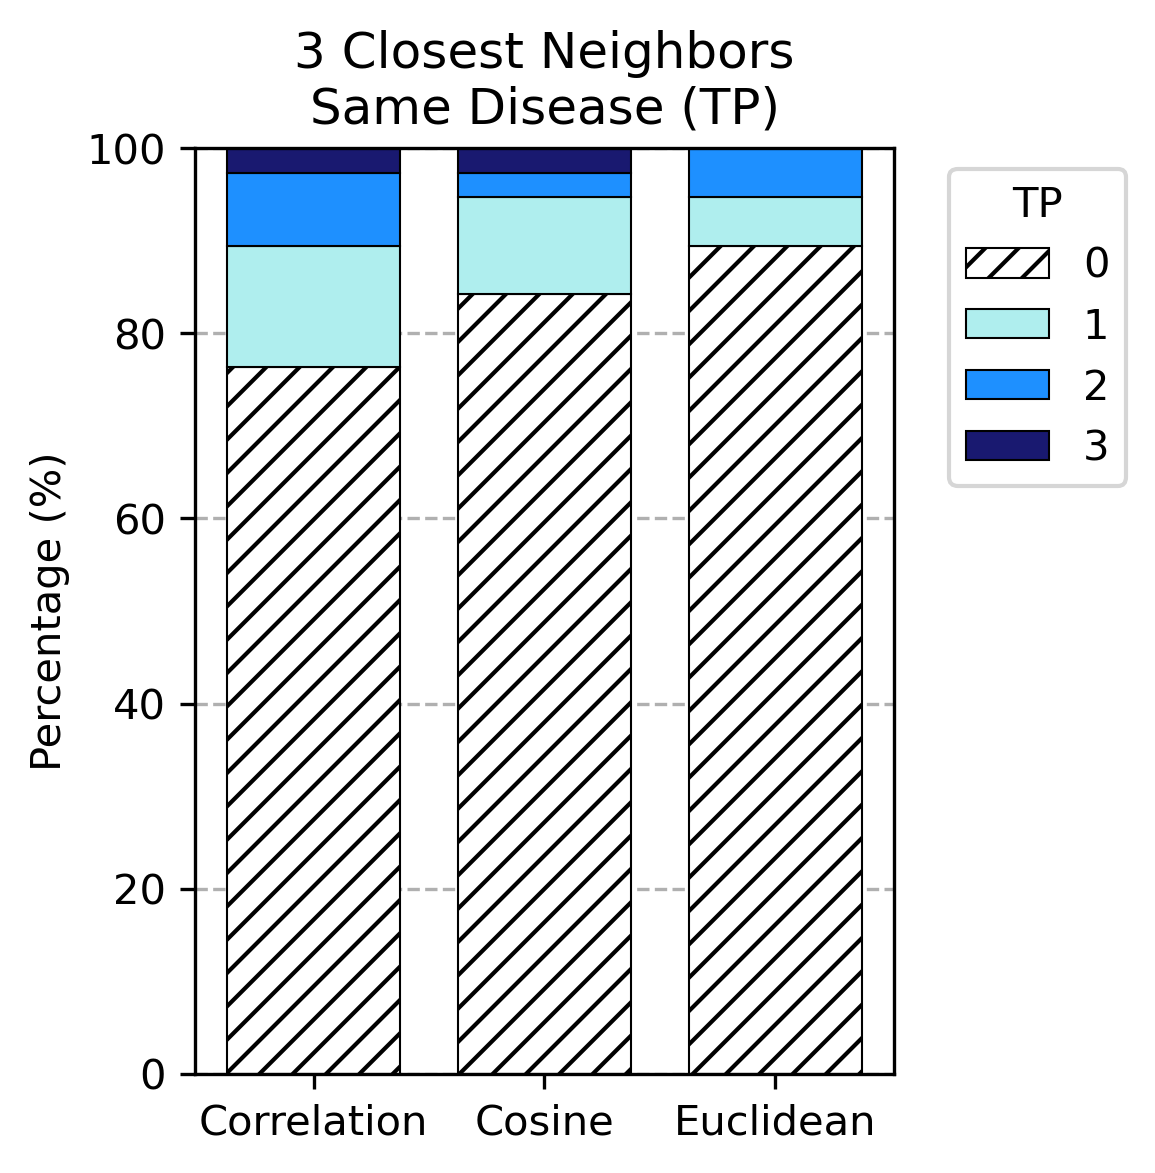 3 Closest Neighbors
Same Disease (TP)
Percentage (%)
100
80
60
40
20
0
Correlation
Cosine
Euclidean
TP
0
1
2
3